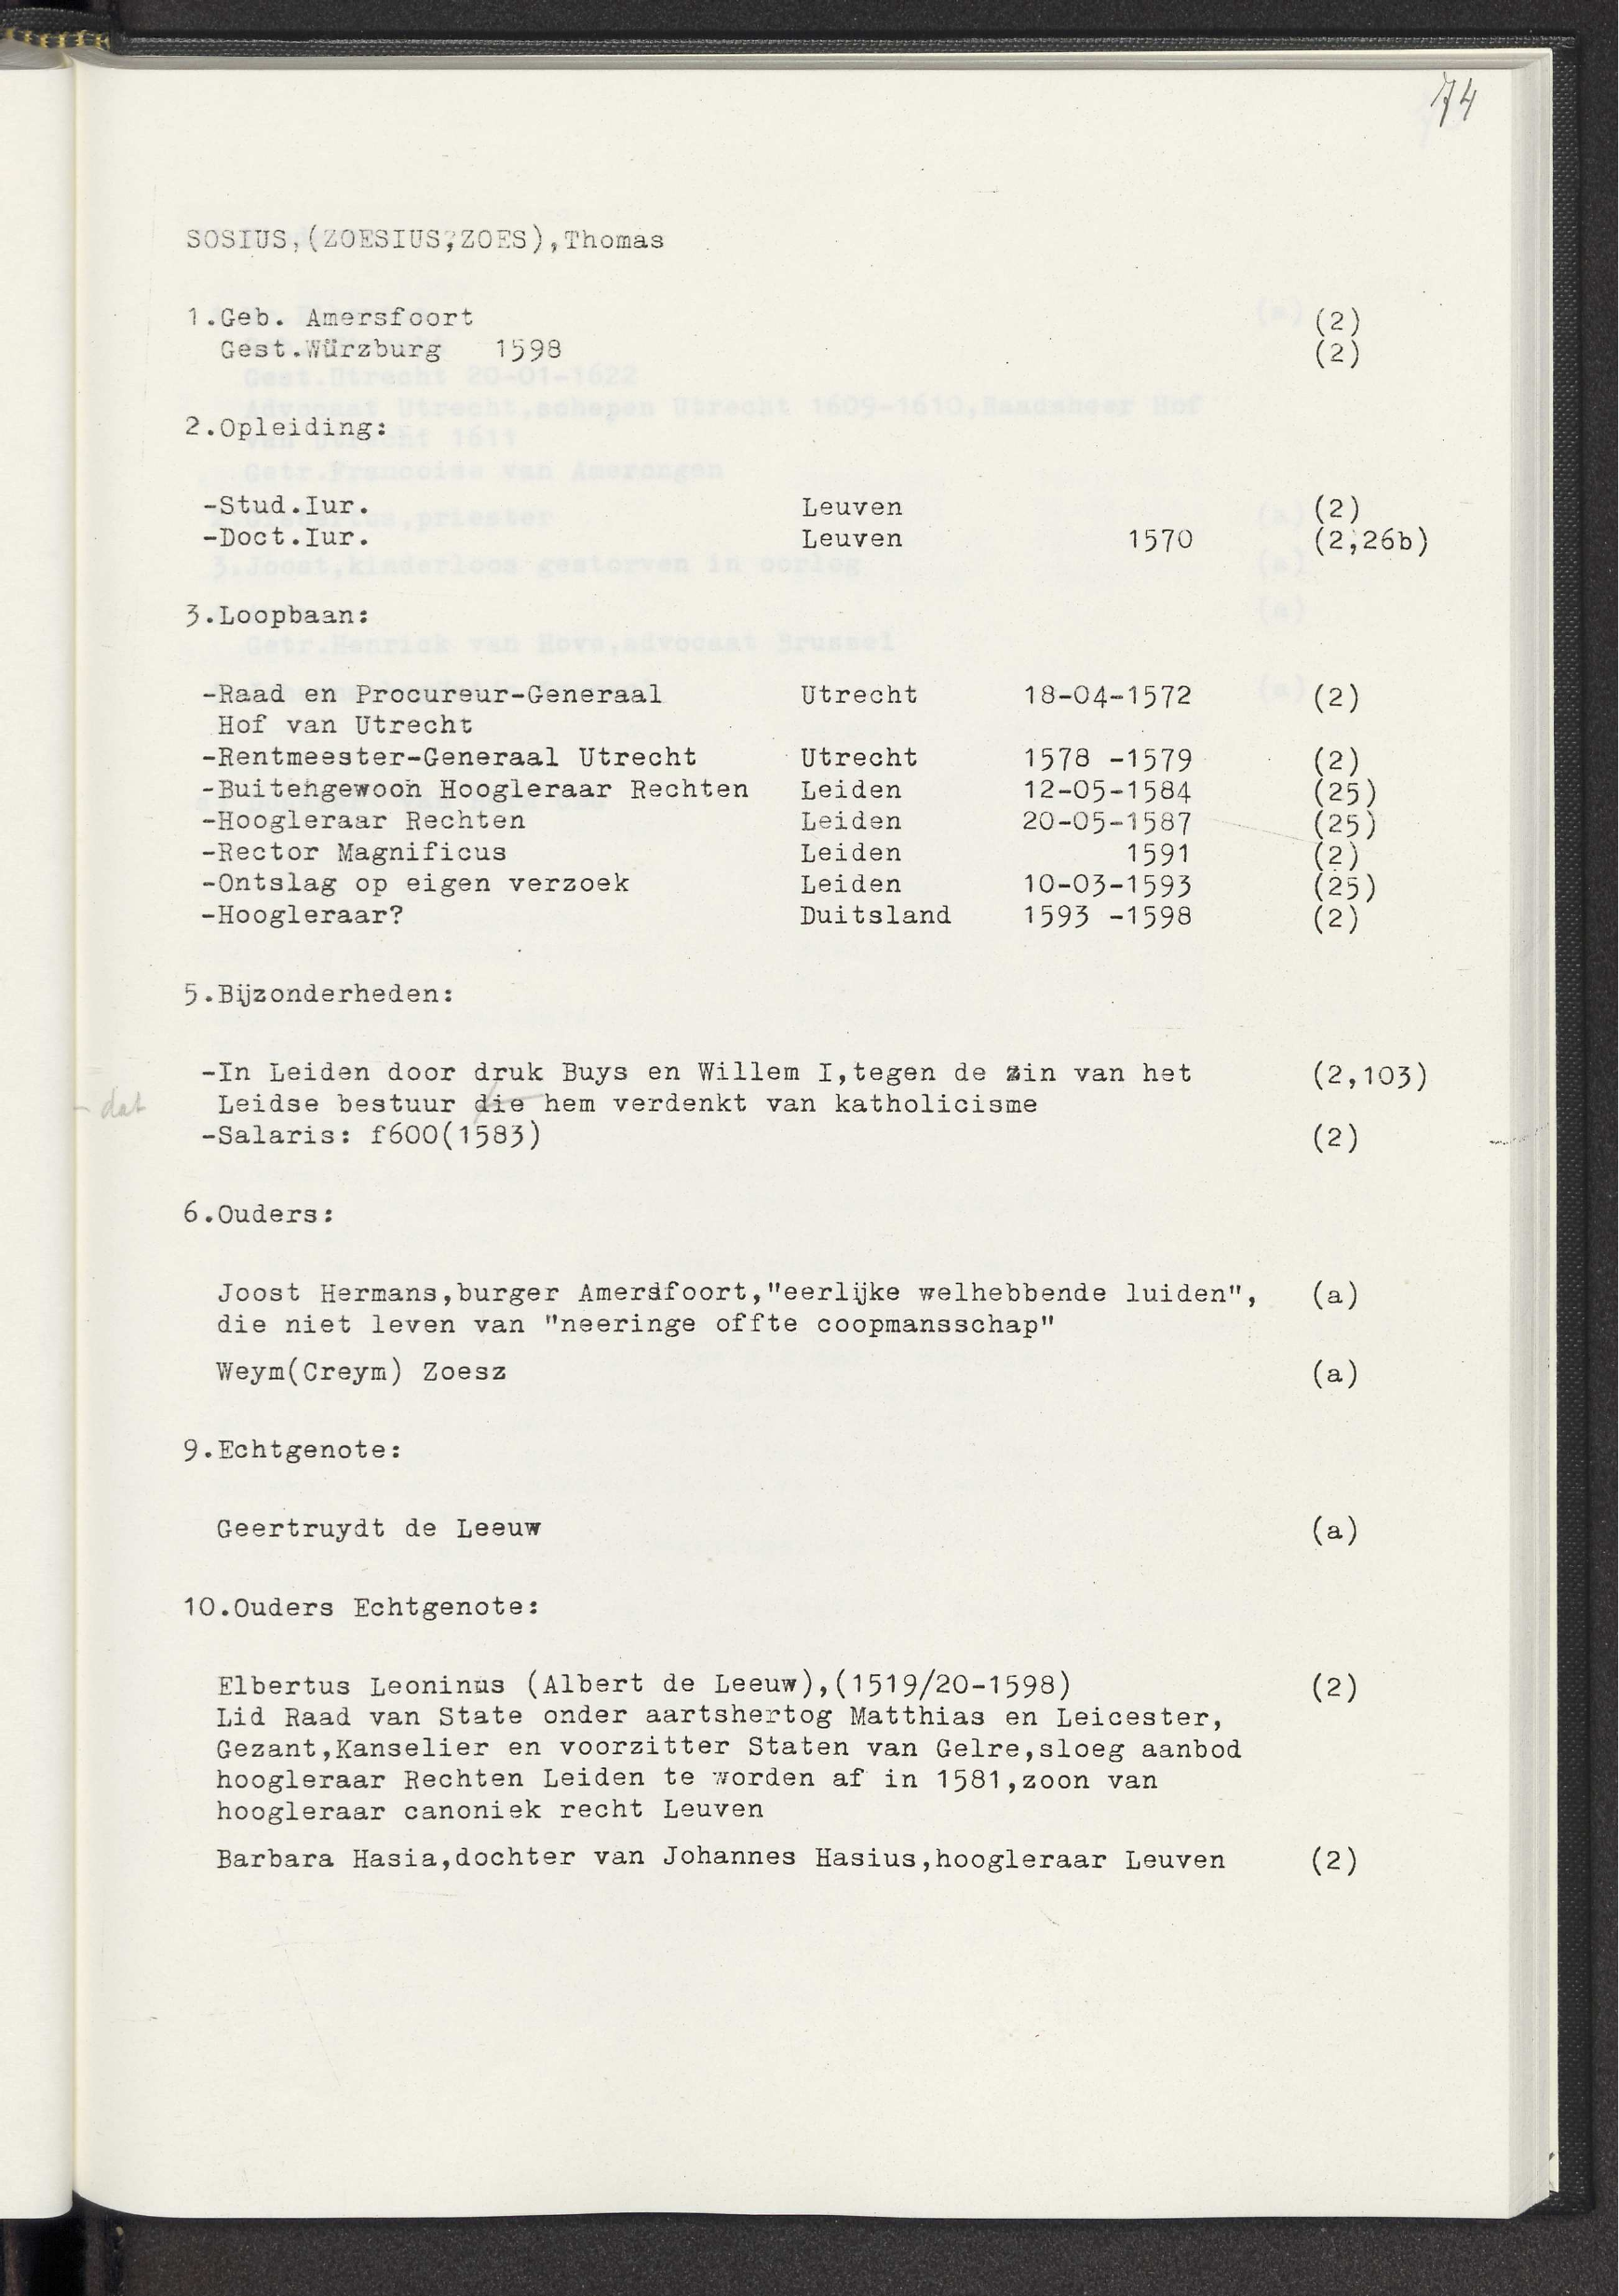 74
SOSIUS,(ZOESIUS,ZOES),Thomas
1.Geb. Amersfoort (2)
Gest.Würzburg 1598 (2)
2.Opleiding:
-Stud.Iur. Leuven (2)
-Doct.Iur. Leuven 1570 (2,26b)
3.Loopbaan:
-Raad en Procureur-Generaal Utrecht 18-04-1572 (2)
Hof van Utrecht
-Rentmeester-Generaal Utrecht Utrecht 1578 -1579 (2)
-Buitengewoon Hoogleraar Rechten Leiden 12-05-1584 (25)
-Hoogleraar Rechten Leiden 20-05-1587 (25)
-Rector Magnificus Leiden 1591 (2)
-Ontslag op eigen verzoek Leiden 10-03-1593 (25)
-Hoogleraar? Duitsland 1593 -1598 (2)
5.Bijzonderheden:
-In Leiden door druk Buys en Willem I,tegen de zin van het (2,103)
- dat
Leidse bestuur die hem verdenkt van katholicisme
-Salaris: f600(1583) (2)
6.Ouders:
Joost Hermans,burger Amersfoort,"eerlijke welhebbende luiden", (a)
die niet leven van "neeringe offte coopmansschap"
Weym(Creym) Zoesz (a)
9.Echtgenote:
Geertruydt de Leeuw (a)
10.Ouders Echtgenote:
Elbertus Leoninus (Albert de Leeuw),(1519/20-1598) (2)
Lid Raad van State onder aartshertog Matthias en Leicester,
Gezant,Kanselier en voorzitter Staten van Gelre,sloeg aanbod
hoogleraar Rechten Leiden te worden af in 1581,zoon van
hoogleraar canoniek recht Leuven
Barbara Hasia,dochter van Johannes Hasius,hoogleraar Leuven (2)